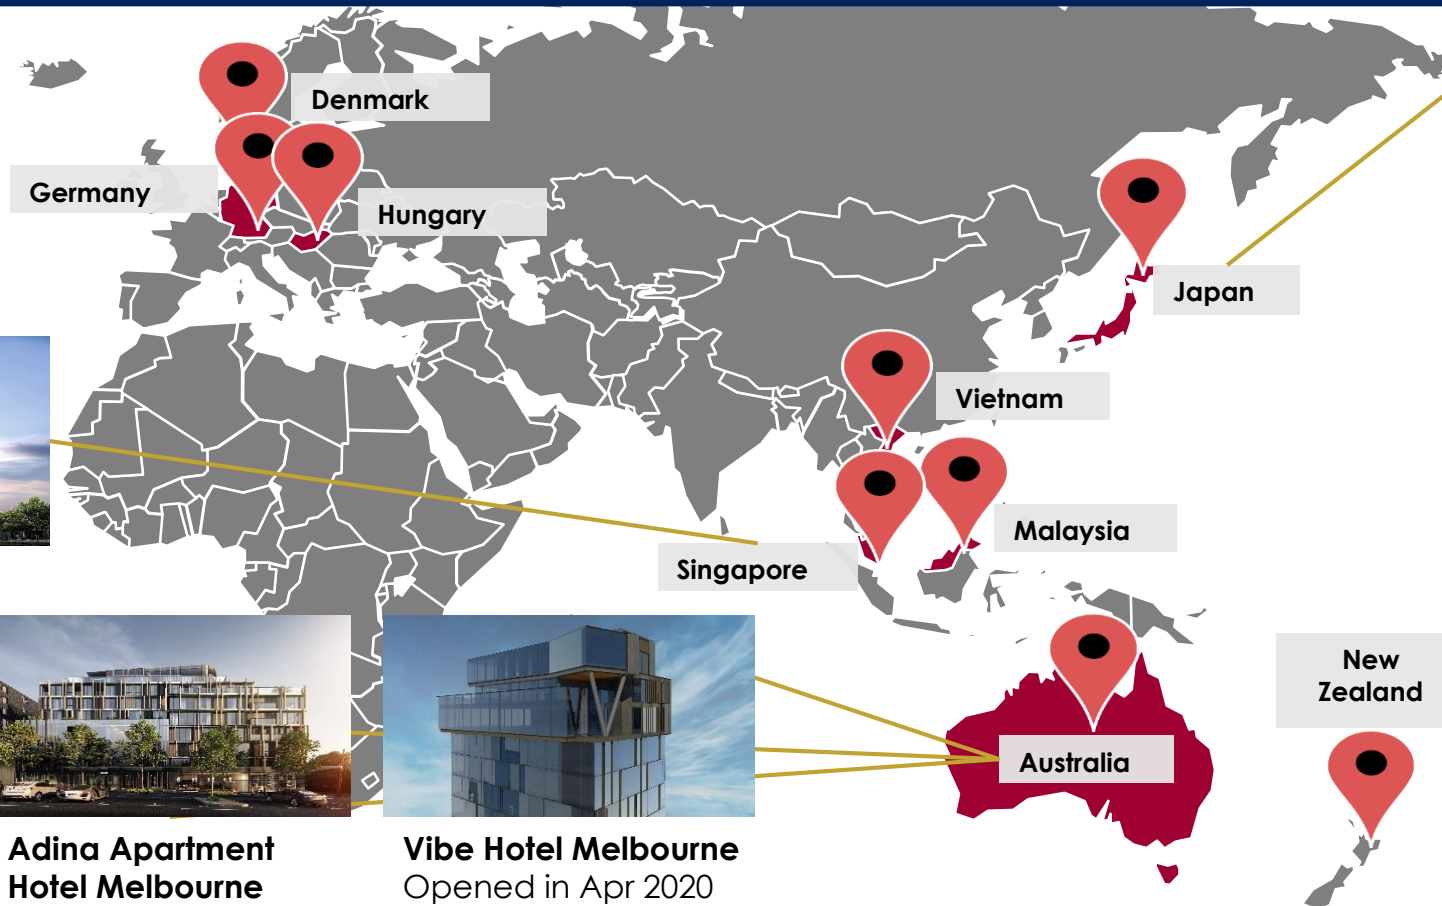 Denmark
Germany
Hungary
Japan
Vietnam
Malaysia
Singapore
New
Zealand
Australia
Adina Apartment
Hotel Melbourne
Vibe Hotel Melbourne
Opened in Apr 2020